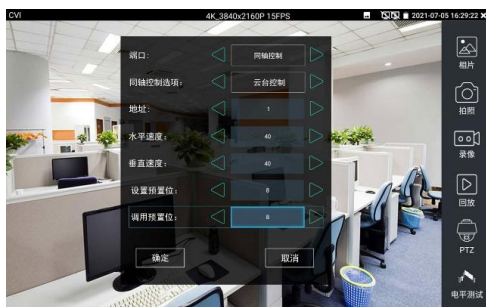 CVI 4K_3840x2160P 15FPS 2021-07-05 16:29:22
端口: 同轴控制
同轴控制选项: 云台控制
地址: 1
水平速度: 40
垂直速度: 40
设置预置位: 8
调用预置位: 8
确定 取消
相片
拍照
录像
回放
PTZ
电平测试